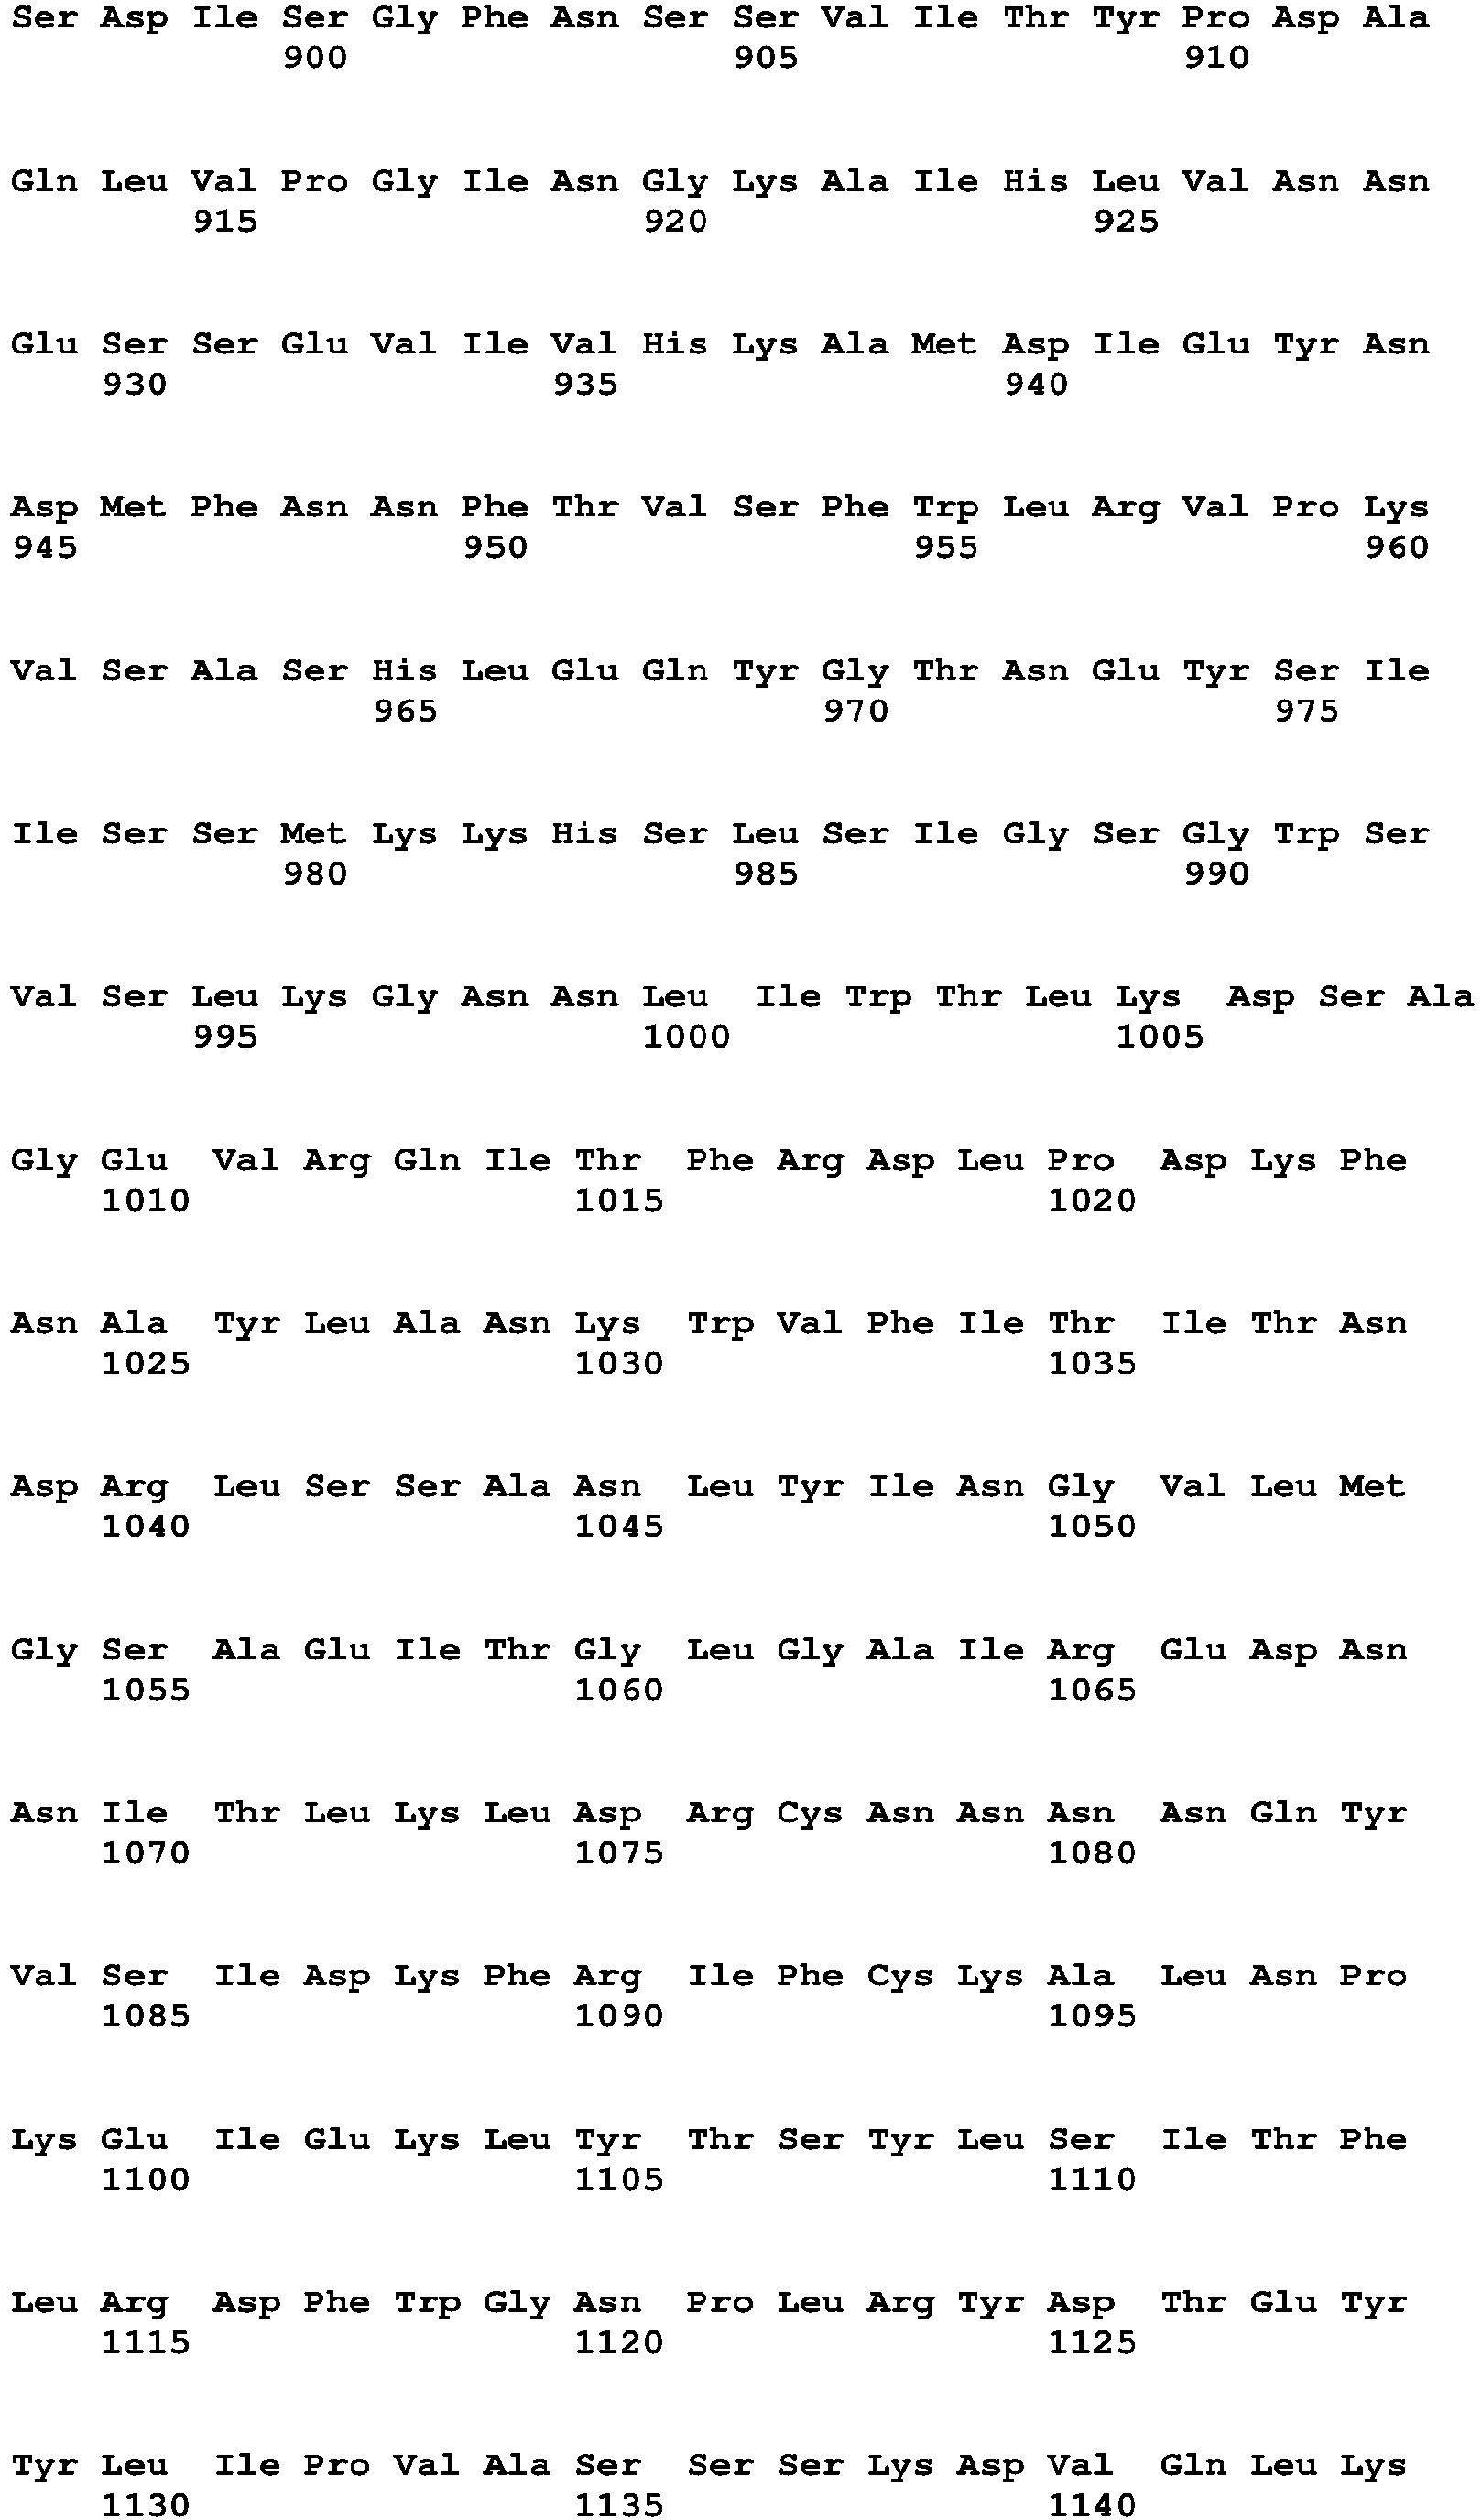 Ser Asp Ile Ser Gly Phe Asn Ser Ser Val Ile Thr Tyr Pro Asp Ala
900 905 910
Gln Leu Val Pro Gly Ile Asn Gly Lys Ala Ile His Leu Val Asn Asn
915 920 925
Glu Ser Ser Glu Val Ile Val His Lys Ala Met Asp Ile Glu Tyr Asn
930 935 940
Asp Met Phe Asn Asn Phe Thr Val Ser Phe Trp Leu Arg Val Pro Lys
945 950 955 960
Val Ser Ala Ser His Leu Glu Gln Tyr Gly Thr Asn Glu Tyr Ser Ile
965 970 975
Ile Ser Ser Met Lys Lys His Ser Leu Ser Ile Gly Ser Gly Trp Ser
980 985 990
Val Ser Leu Lys Gly Asn Asn Leu Ile Trp Thr Leu Lys Asp Ser Ala
995 1000 1005
Gly Glu Val Arg Gln Ile Thr Phe Arg Asp Leu Pro Asp Lys Phe
1010 1015 1020
Asn Ala Tyr Leu Ala Asn Lys Trp Val Phe Ile Thr Ile Thr Asn
1025 1030 1035
Asp Arg Leu Ser Ser Ala Asn Leu Tyr Ile Asn Gly Val Leu Met
1040 1045 1050
Gly Ser Ala Glu Ile Thr Gly Leu Gly Ala Ile Arg Glu Asp Asn
1055 1060 1065
Asn Ile Thr Leu Lys Leu Asp Arg Cys Asn Asn Asn Asn Gln Tyr
1070 1075 1080
Val Ser Ile Asp Lys Phe Arg Ile Phe Cys Lys Ala Leu Asn Pro
1085 1090 1095
Lys Glu Ile Glu Lys Leu Tyr Thr Ser Tyr Leu Ser Ile Thr Phe
1100 1105 1110
Leu Arg Asp Phe Trp Gly Asn Pro Leu Arg Tyr Asp Thr Glu Tyr
1115 1120 1125
Tyr Leu Ile Pro Val Ala Ser Ser Ser Lys Asp Val Gln Leu Lys
1130 1135 1140